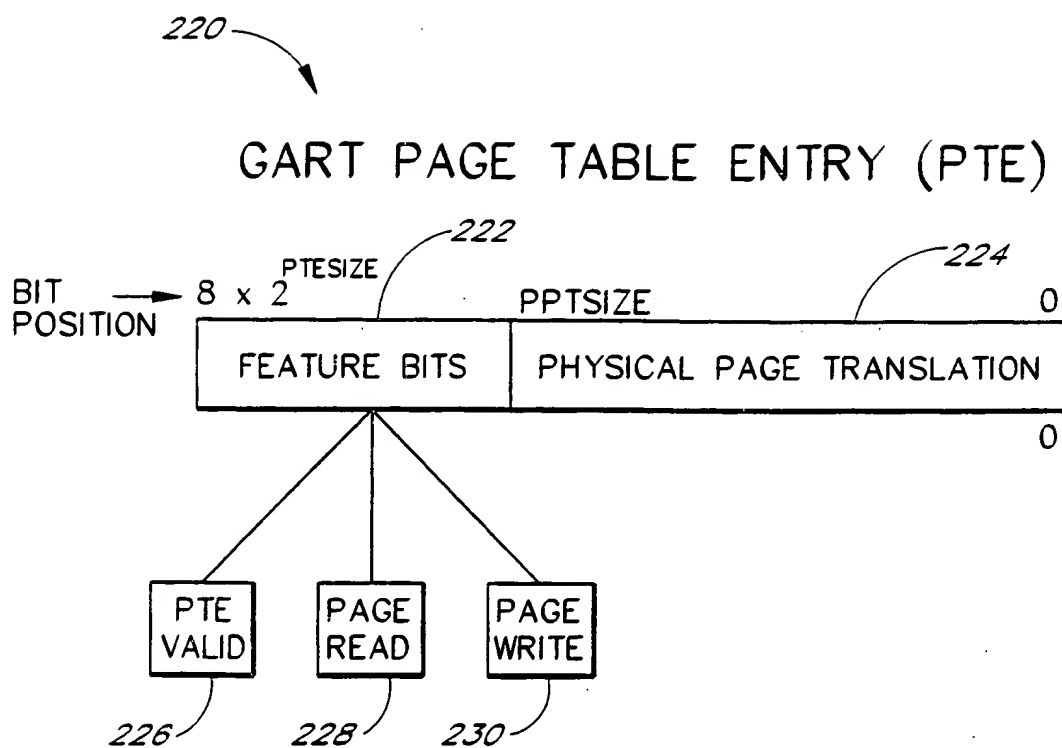 220
GART PAGE TABLE ENTRY (PTE)
222
224
BIT POSITION
8 x 2^PTESIZE
PPTSIZE
0
FEATURE BITS
PHYSICAL PAGE TRANSLATION
0
PTE VALID
PAGE READ
PAGE WRITE
226
228
230